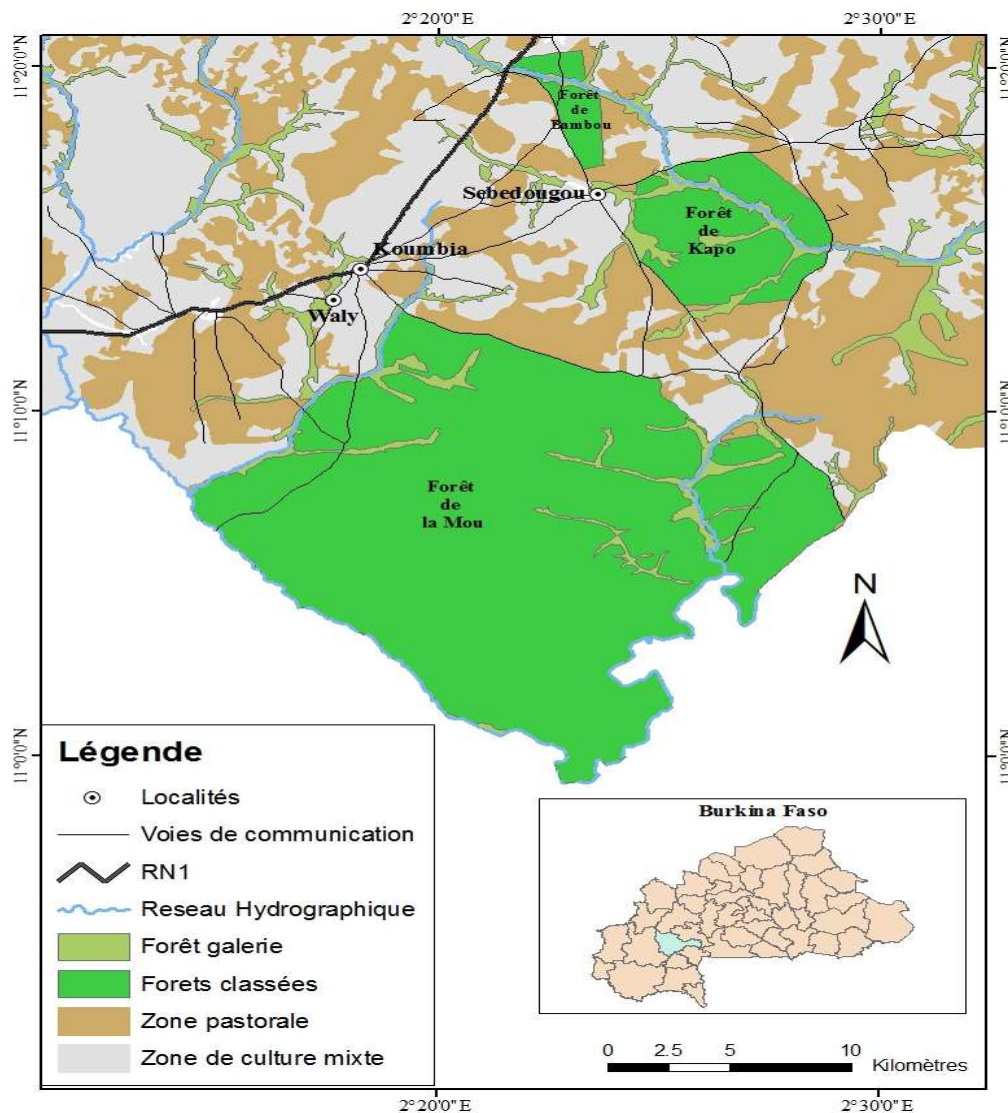 2°20'0"E
2°30'0"E
11°20'0"N
11°20'0"N
Forêt
de
Bambou
Sebedougou
Forêt
de
Kapo
Koumbia
Waly
11°10'0"N
11°10'0"N
Forêt
de
la Mou
N
11°0'0"N
11°0'0"N
Légende
Localités
Voies de communication
RN1
Reseau Hydrographique
Forêt galerie
Forets classées
Zone pastorale
Zone de culture mixte
Burkina Faso
0 2.5 5 10
Kilomètres
2°20'0"E
2°30'0"E